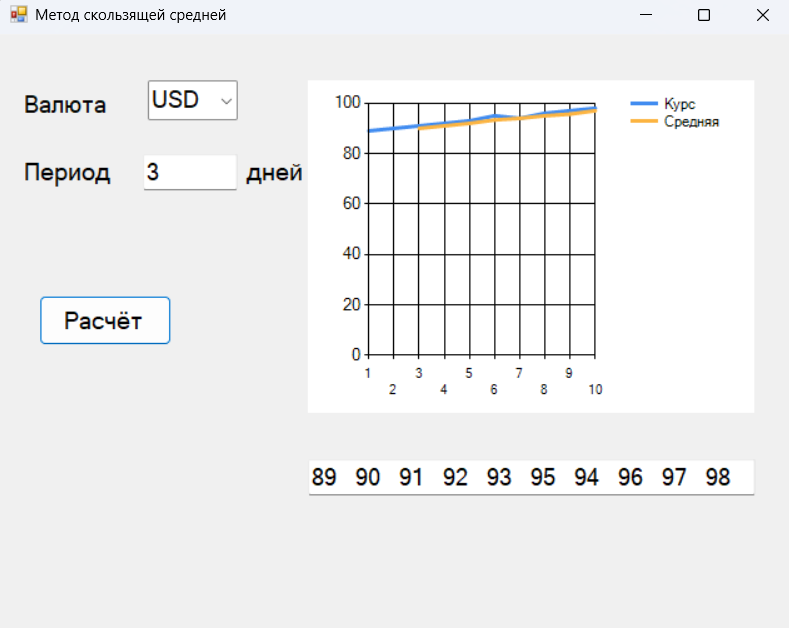 Метод скользящей средней
Валюта USD
Период 3 дней
Расчёт
100
80
60
40
20
0
1 2 3 4 5 6 7 8 9 10
Курс
Средняя
89 90 91 92 93 95 94 96 97 98